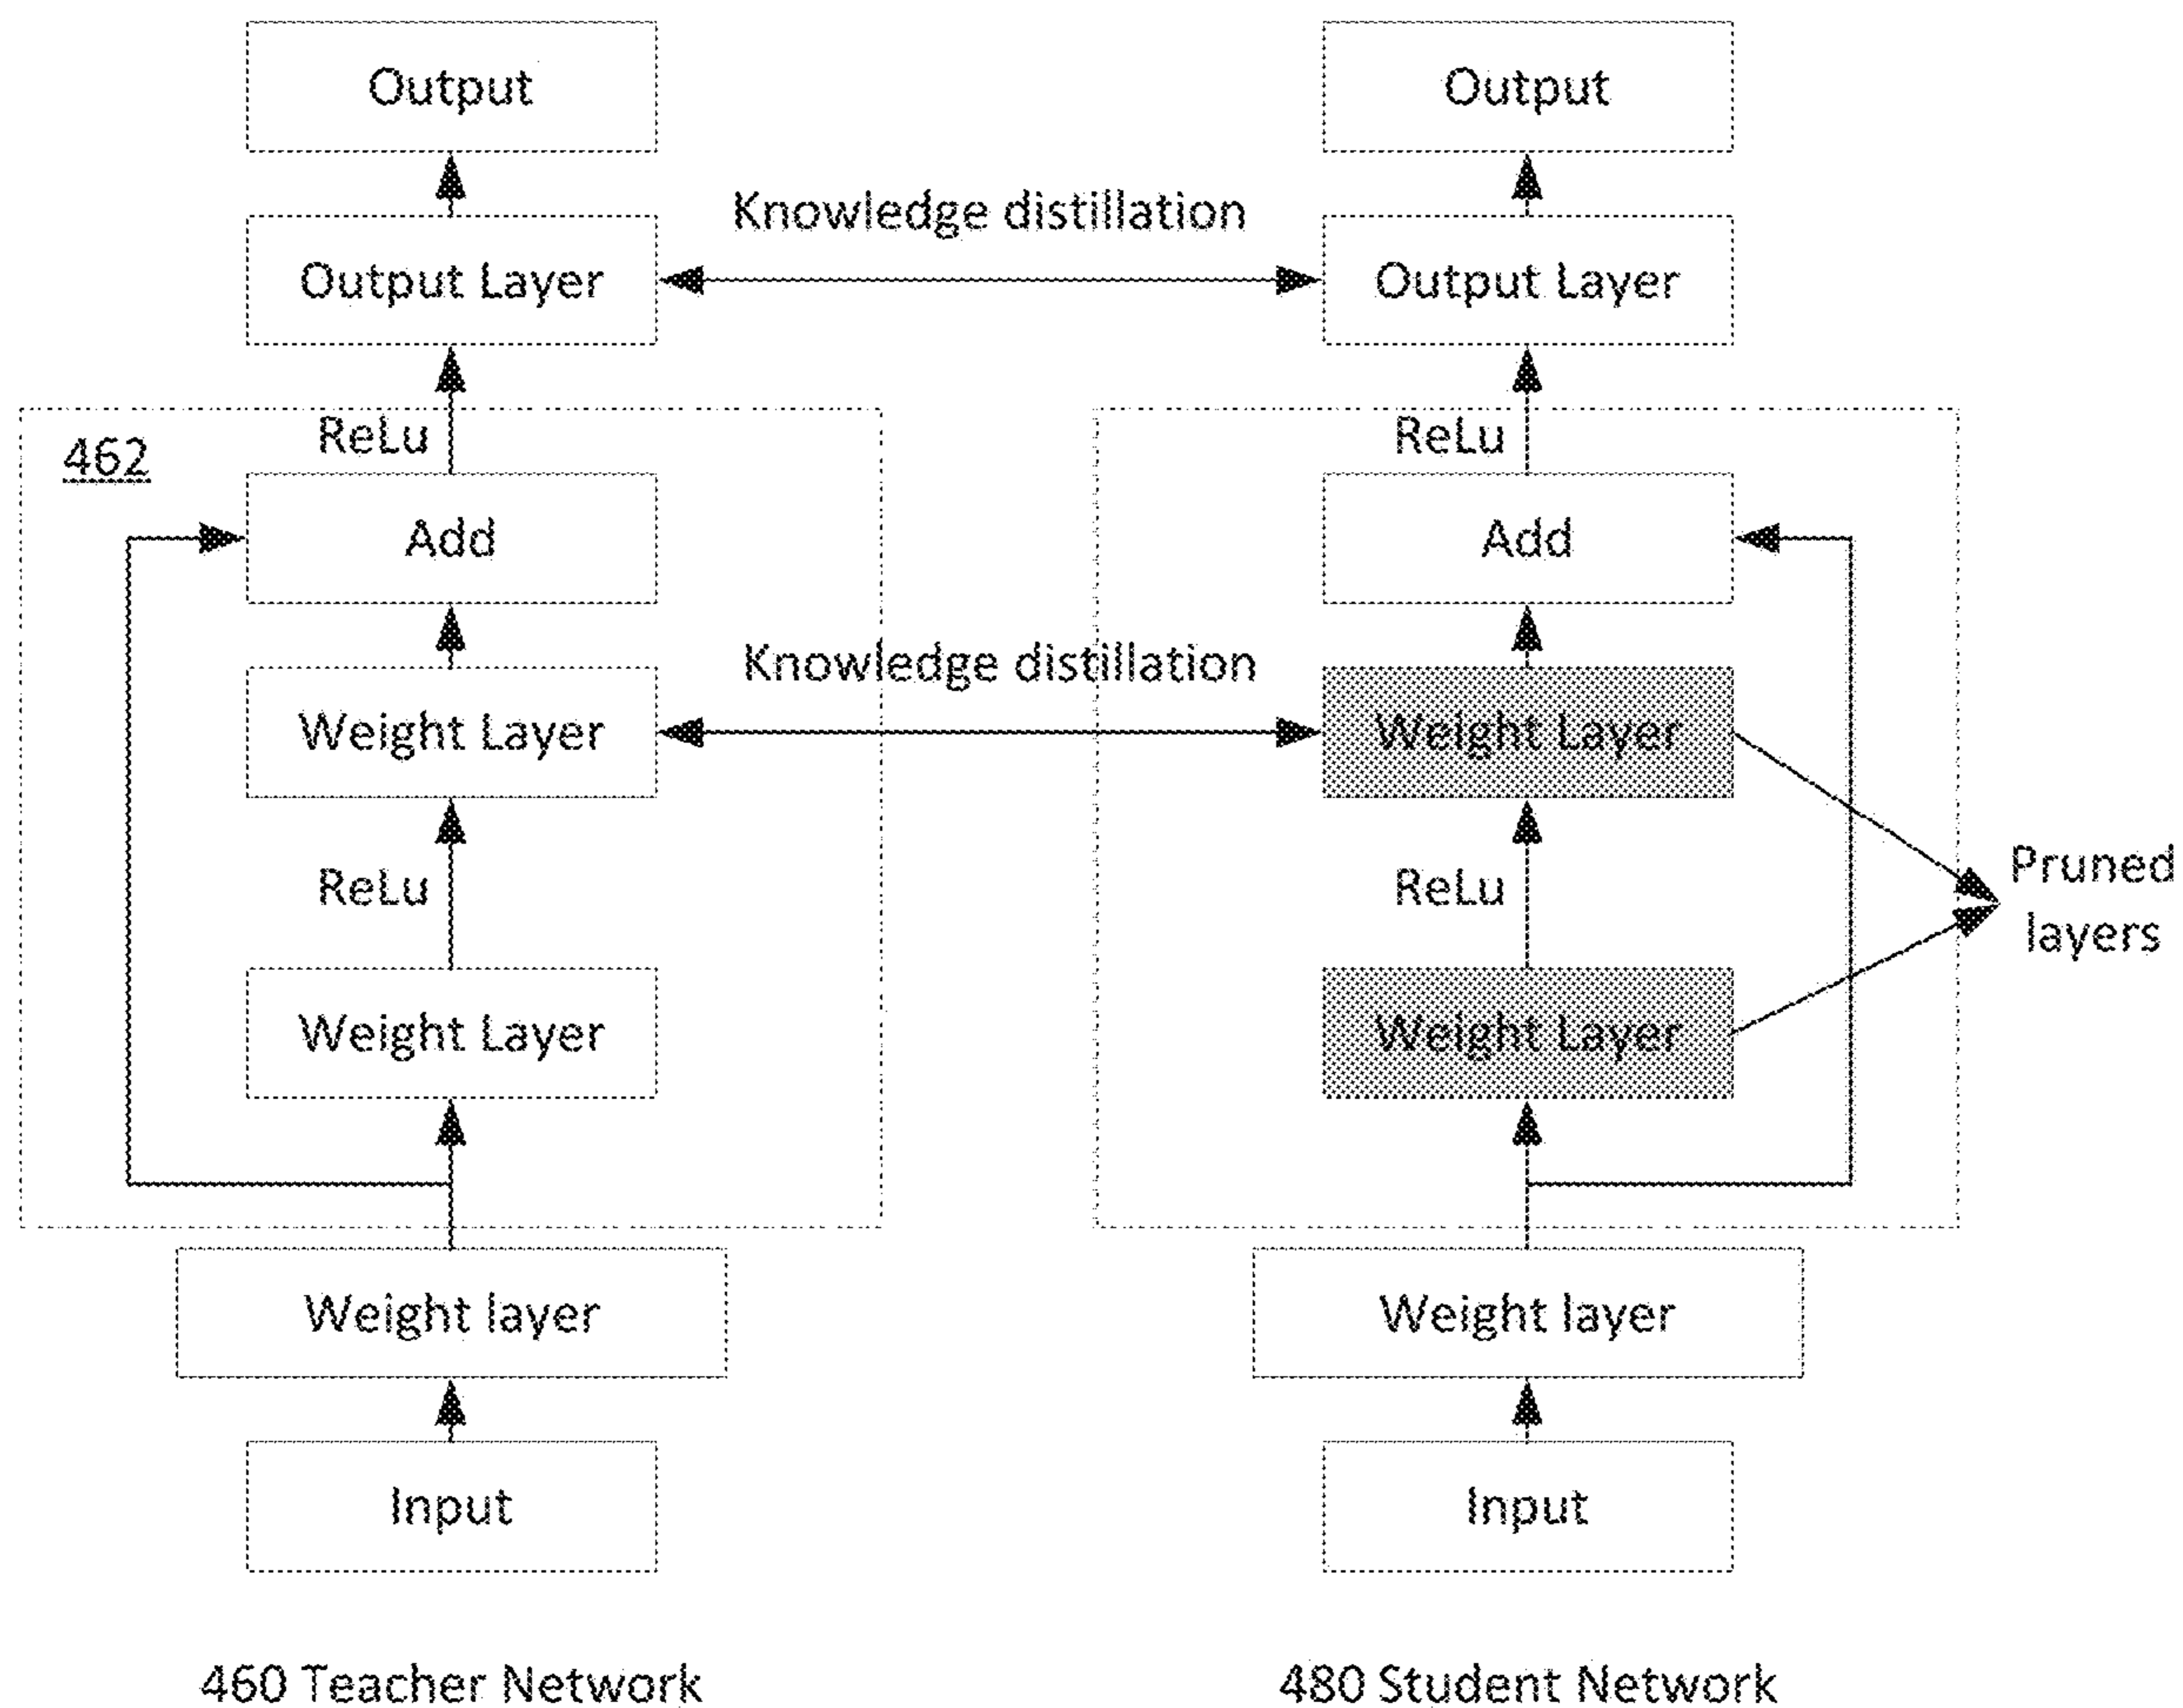 Output
Output
Knowledge distillation
Output Layer
Output Layer
462
ReLu
ReLu
Add
Add
Knowledge distillation
Weight Layer
Weight Layer
ReLu
ReLu
Pruned
layers
Weight Layer
Weight Layer
Weight layer
Weight layer
Input
Input
460 Teacher Network
480 Student Network